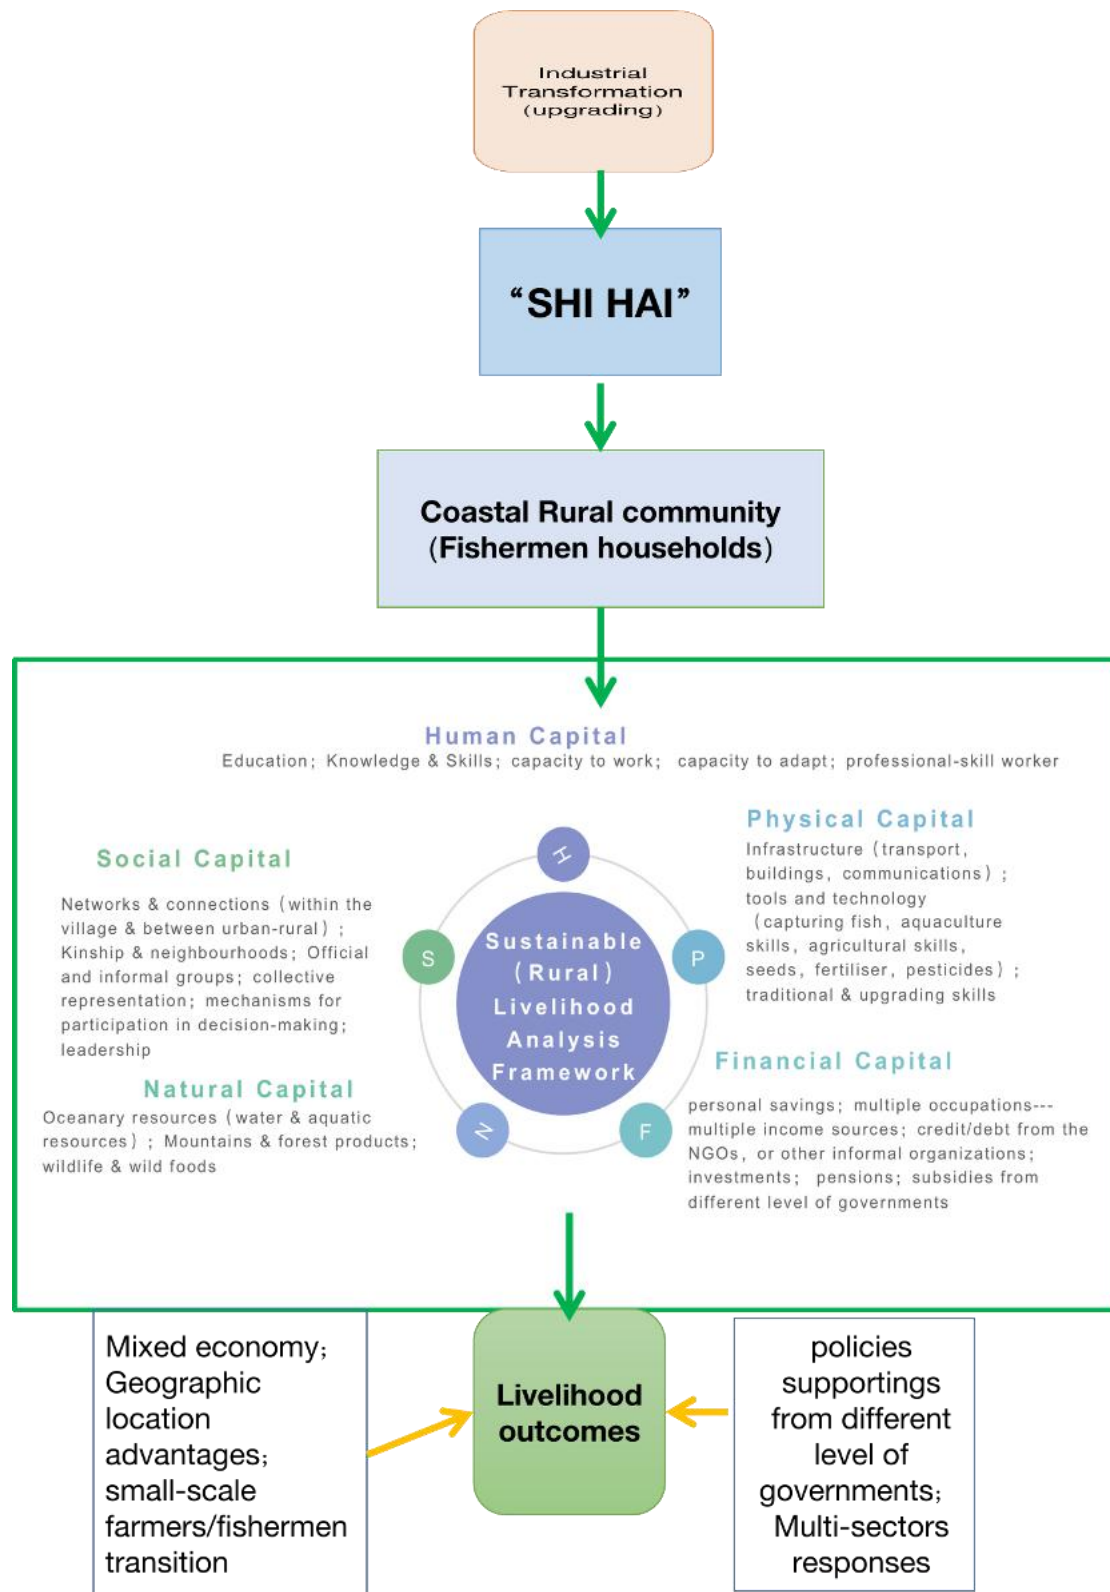 Industrial
Transformation
(upgrading)
“SHI HAI”
Coastal Rural community
(Fishermen households)
Human Capital
Education; Knowledge & Skills; capacity to work; capacity to adapt; professional-skill worker
Social Capital
Networks & connections (within the
village & between urban-rural) ;
Kinship & neighbourhoods; Official
and informal groups; collective
representation; mechanisms for
participation in decision-making;
leadership
Physical Capital
Infrastructure (transport,
buildings, communications) ;
tools and technology
(capturing fish, aquaculture
skills, agricultural skills,
seeds, fertiliser, pesticides) ;
traditional & upgrading skills
H
S
P
N
F
Sustainable
(Rural)
Livelihood
Analysis
Framework
Natural Capital
Oceanary resources (water & aquatic
resources) ; Mountains & forest products;
wildlife & wild foods
Financial Capital
personal savings; multiple occupations---
multiple income sources; credit/debt from the
NGOs, or other informal organizations;
investments; pensions; subsidies from
different level of governments
Mixed economy;
Geographic
location
advantages;
small-scale
farmers/fishermen
transition
Livelihood
outcomes
policies
supportings
from different
level of
governments;
Multi-sectors
responses